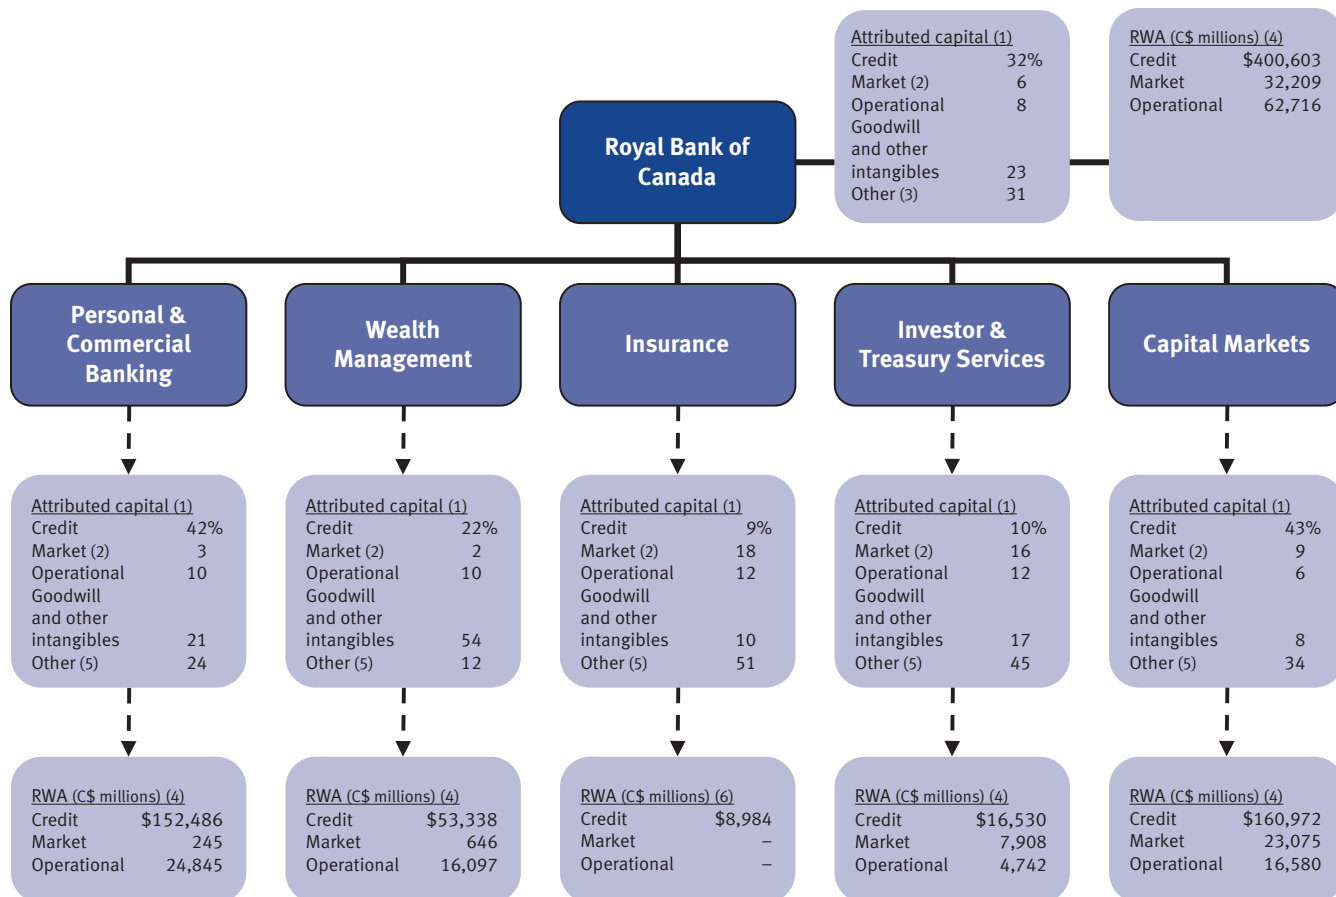 Attributed capital (1)
Credit 32%
Market (2) 6
Operational 8
Goodwill
and other
intangibles 23
Other (3) 31
RWA (C$ millions) (4)
Credit $400,603
Market 32,209
Operational 62,716
Royal Bank of
Canada
Personal &
Commercial
Banking
Wealth
Management
Insurance
Investor &
Treasury Services
Capital Markets
Attributed capital (1)
Credit 42%
Market (2) 3
Operational 10
Goodwill
and other
intangibles 21
Other (5) 24
Attributed capital (1)
Credit 22%
Market (2) 2
Operational 10
Goodwill
and other
intangibles 54
Other (5) 12
Attributed capital (1)
Credit 9%
Market (2) 18
Operational 12
Goodwill
and other
intangibles 10
Other (5) 51
Attributed capital (1)
Credit 10%
Market (2) 16
Operational 12
Goodwill
and other
intangibles 17
Other (5) 45
Attributed capital (1)
Credit 43%
Market (2) 9
Operational 6
Goodwill
and other
intangibles 8
Other (5) 34
RWA (C$ millions) (4)
Credit $152,486
Market 245
Operational 24,845
RWA (C$ millions) (4)
Credit $53,338
Market 646
Operational 16,097
RWA (C$ millions) (6)
Credit $8,984
Market –
Operational –
RWA (C$ millions) (4)
Credit $16,530
Market 7,908
Operational 4,742
RWA (C$ millions) (4)
Credit $160,972
Market 23,075
Operational 16,580